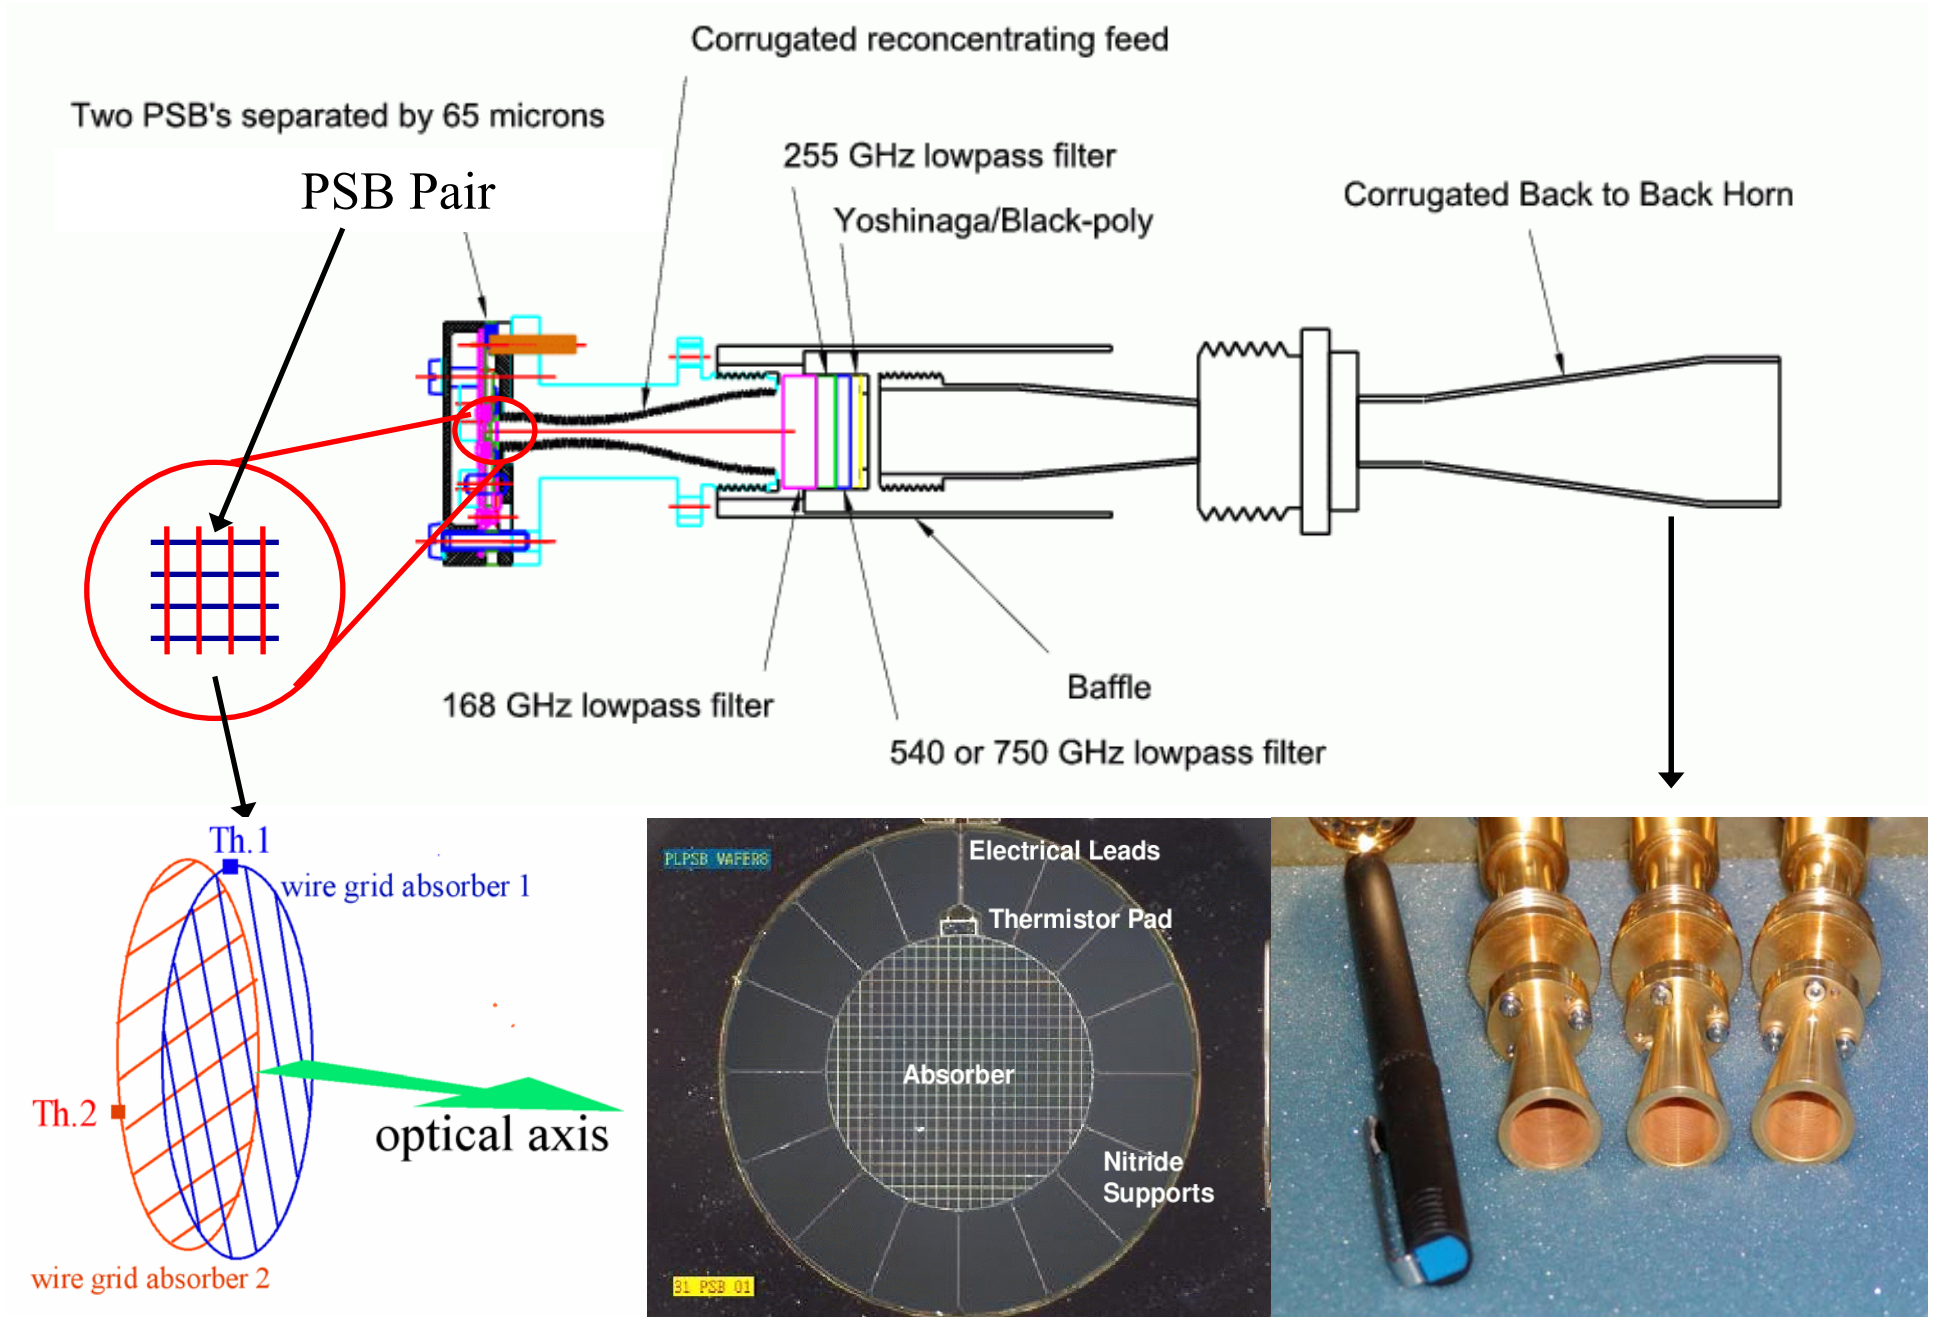 Corrugated reconcentrating feed
Two PSB's separated by 65 microns
PSB Pair
255 GHz lowpass filter
Yoshinaga/Black-poly
Corrugated Back to Back Horn
168 GHz lowpass filter
Baffle
540 or 750 GHz lowpass filter
Th.1
wire grid absorber 1
Th.2
optical axis
wire grid absorber 2
PLPSB WAFER8
Electrical Leads
Thermistor Pad
Absorber
Nitride
Supports
31 PSB 01